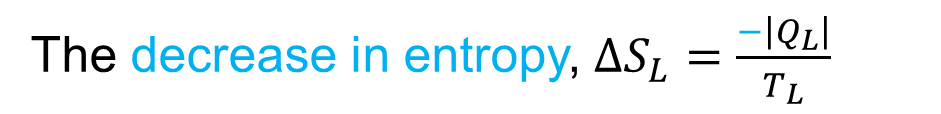 The decrease in entropy, ΔS_L = −|Q_L| / T_L